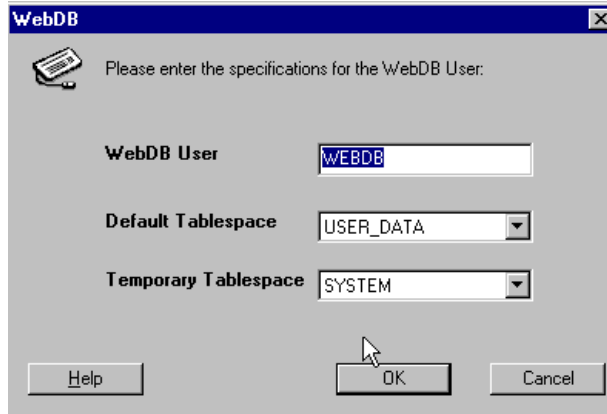 WebDB
Please enter the specifications for the WebDB User:
WebDB User WEBDB
Default Tablespace USER_DATA
Temporary Tablespace SYSTEM
Help OK Cancel